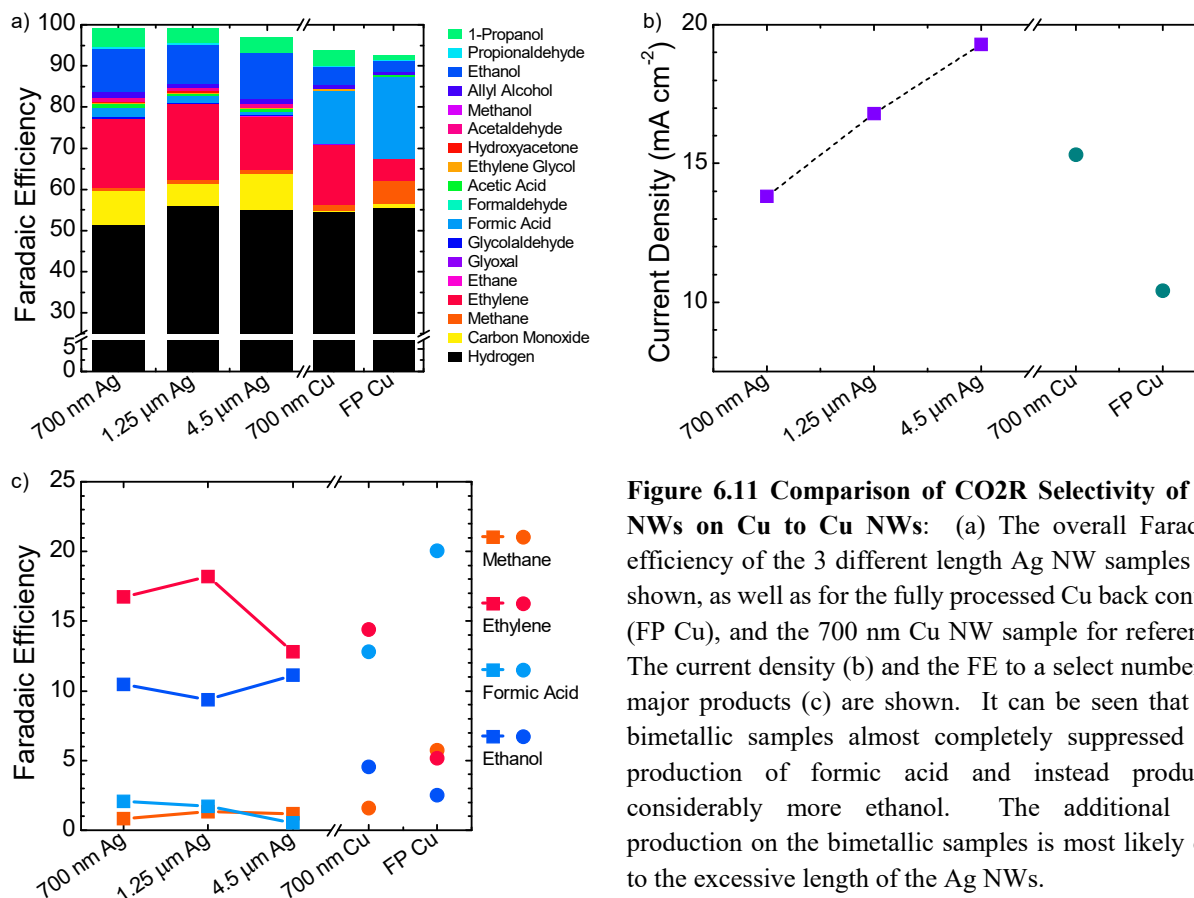 a)
Faradaic Efficiency
100
90
80
70
60
50
40
30
5
0
700 nm Ag
1.25 µm Ag
4.5 µm Ag
700 nm Cu
FP Cu
1-Propanol
Propionaldehyde
Ethanol
Allyl Alcohol
Methanol
Acetaldehyde
Hydroxyacetone
Ethylene Glycol
Acetic Acid
Formaldehyde
Formic Acid
Glycolaldehyde
Glyoxal
Ethane
Ethylene
Methane
Carbon Monoxide
Hydrogen
b)
Current Density (mA cm-2)
20
15
10
700 nm Ag
1.25 µm Ag
4.5 µm Ag
700 nm Cu
FP Cu
c)
Faradaic Efficiency
25
20
15
10
5
0
700 nm Ag
1.25 µm Ag
4.5 µm Ag
700 nm Cu
FP Cu
Methane
Ethylene
Formic Acid
Ethanol
Figure 6.11 Comparison of CO2R Selectivity of
NWs on Cu to Cu NWs: (a) The overall Farad
efficiency of the 3 different length Ag NW samples
shown, as well as for the fully processed Cu back con
(FP Cu), and the 700 nm Cu NW sample for referen
The current density (b) and the FE to a select number
major products (c) are shown. It can be seen that
bimetallic samples almost completely suppressed
production of formic acid and instead produ
considerably more ethanol. The additional
production on the bimetallic samples is most likely
to the excessive length of the Ag NWs.